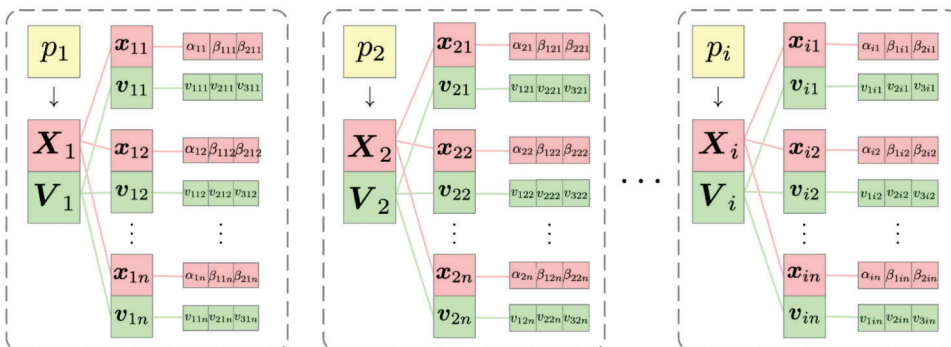 p₁ x₁₁ α₁₁ β₁₁₁ β₂₁₁
v₁₁ v₁₁₁ v₂₁₁ v₃₁₁
↓
X₁ x₁₂ α₁₂ β₁₁₂ β₂₁₂
V₁ v₁₂ v₁₁₂ v₂₁₂ v₃₁₂
⋮ ⋮
x₁ₙ α₁ₙ β₁₁ₙ β₂₁ₙ
v₁ₙ v₁₁ₙ v₂₁ₙ v₃₁ₙ
p₂ x₂₁ α₂₁ β₁₂₁ β₂₂₁
v₂₁ v₁₂₁ v₂₂₁ v₃₂₁
↓
X₂ x₂₂ α₂₂ β₁₂₂ β₂₂₂
V₂ v₂₂ v₁₂₂ v₂₂₂ v₃₂₂
⋮ ⋮
x₂ₙ α₂ₙ β₁₂ₙ β₂₂ₙ
v₂ₙ v₁₂ₙ v₂₂ₙ v₃₂ₙ
⋯
pᵢ xᵢ₁ αᵢ₁ β₁ᵢ₁ β₂ᵢ₁
vᵢ₁ v₁ᵢ₁ v₂ᵢ₁ v₃ᵢ₁
↓
Xᵢ xᵢ₂ αᵢ₂ β₁ᵢ₂ β₂ᵢ₂
Vᵢ vᵢ₂ v₁ᵢ₂ v₂ᵢ₂ v₃ᵢ₂
⋮ ⋮
xᵢₙ αᵢₙ β₁ᵢₙ β₂ᵢₙ
vᵢₙ v₁ᵢₙ v₂ᵢₙ v₃ᵢₙ